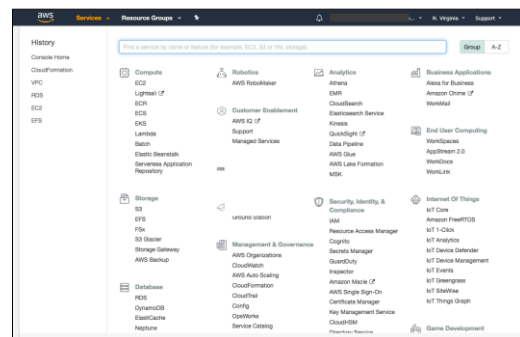 aws
Services
Resource Groups
N. Virginia
Support
History
Console Home
CloudFormation
VPC
RDS
EC2
EFS
Find a service by name or feature (for example, EC2, S3 or VM, storage).
Group
A-Z
Compute
EC2
Lightsail
ECR
ECS
EKS
Lambda
Batch
Elastic Beanstalk
Serverless Application
Repository
Storage
S3
EFS
FSx
S3 Glacier
Storage Gateway
AWS Backup
Database
RDS
DynamoDB
ElastiCache
Neptune
Robotics
AWS RoboMaker
Customer Enablement
AWS IQ
Support
Managed Services
Ground Station
Management & Governance
AWS Organizations
CloudWatch
AWS Auto Scaling
CloudFormation
CloudTrail
Config
OpsWorks
Service Catalog
Analytics
Athena
EMR
CloudSearch
Elasticsearch Service
Kinesis
QuickSight
Data Pipeline
AWS Glue
AWS Lake Formation
MSK
Security, Identity, &
Compliance
IAM
Resource Access Manager
Cognito
Secrets Manager
GuardDuty
Inspector
Amazon Macie
AWS Single Sign-On
Certificate Manager
Key Management Service
CloudHSM
Directory Service
Business Applications
Alexa for Business
Amazon Chime
WorkMail
End User Computing
WorkSpaces
AppStream 2.0
WorkDocs
WorkLink
Internet Of Things
IoT Core
Amazon FreeRTOS
IoT 1-Click
IoT Analytics
IoT Device Defender
IoT Device Management
IoT Events
IoT Greengrass
IoT SiteWise
IoT Things Graph
Game Development